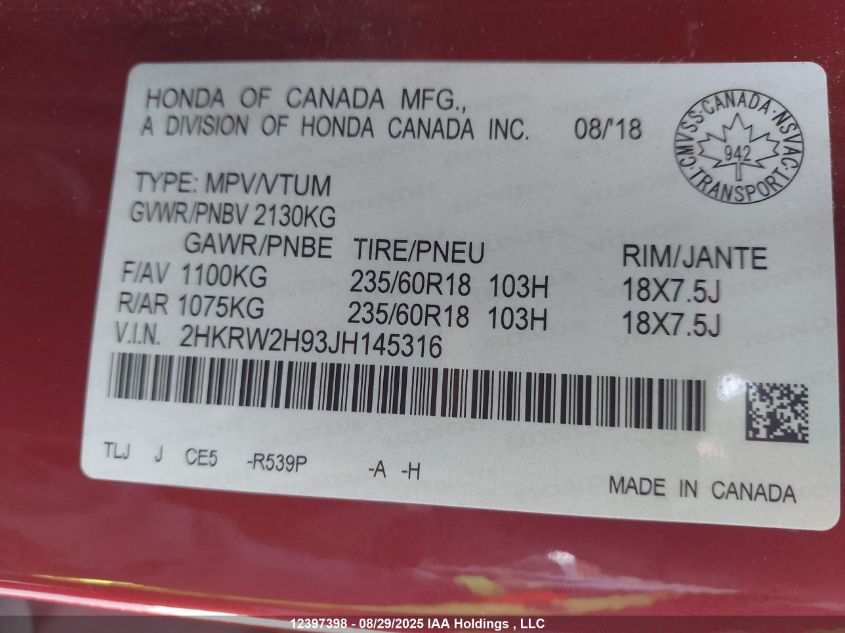 HONDA OF CANADA MFG.,
A DIVISION OF HONDA CANADA INC. 08/'18
CMVSS·CANADA·NSVAC·TRANSPORT·
942
TYPE: MPV/VTUM
GVWR/PNBV 2130KG
GAWR/PNBE TIRE/PNEU RIM/JANTE
F/AV 1100KG 235/60R18 103H 18X7.5J
R/AR 1075KG 235/60R18 103H 18X7.5J
V.I.N. 2HKRW2H93JH145316
TLJ J CE5 -R539P -A -H
MADE IN CANADA
12397398 - 08/29/2025 IAA Holdings , LLC